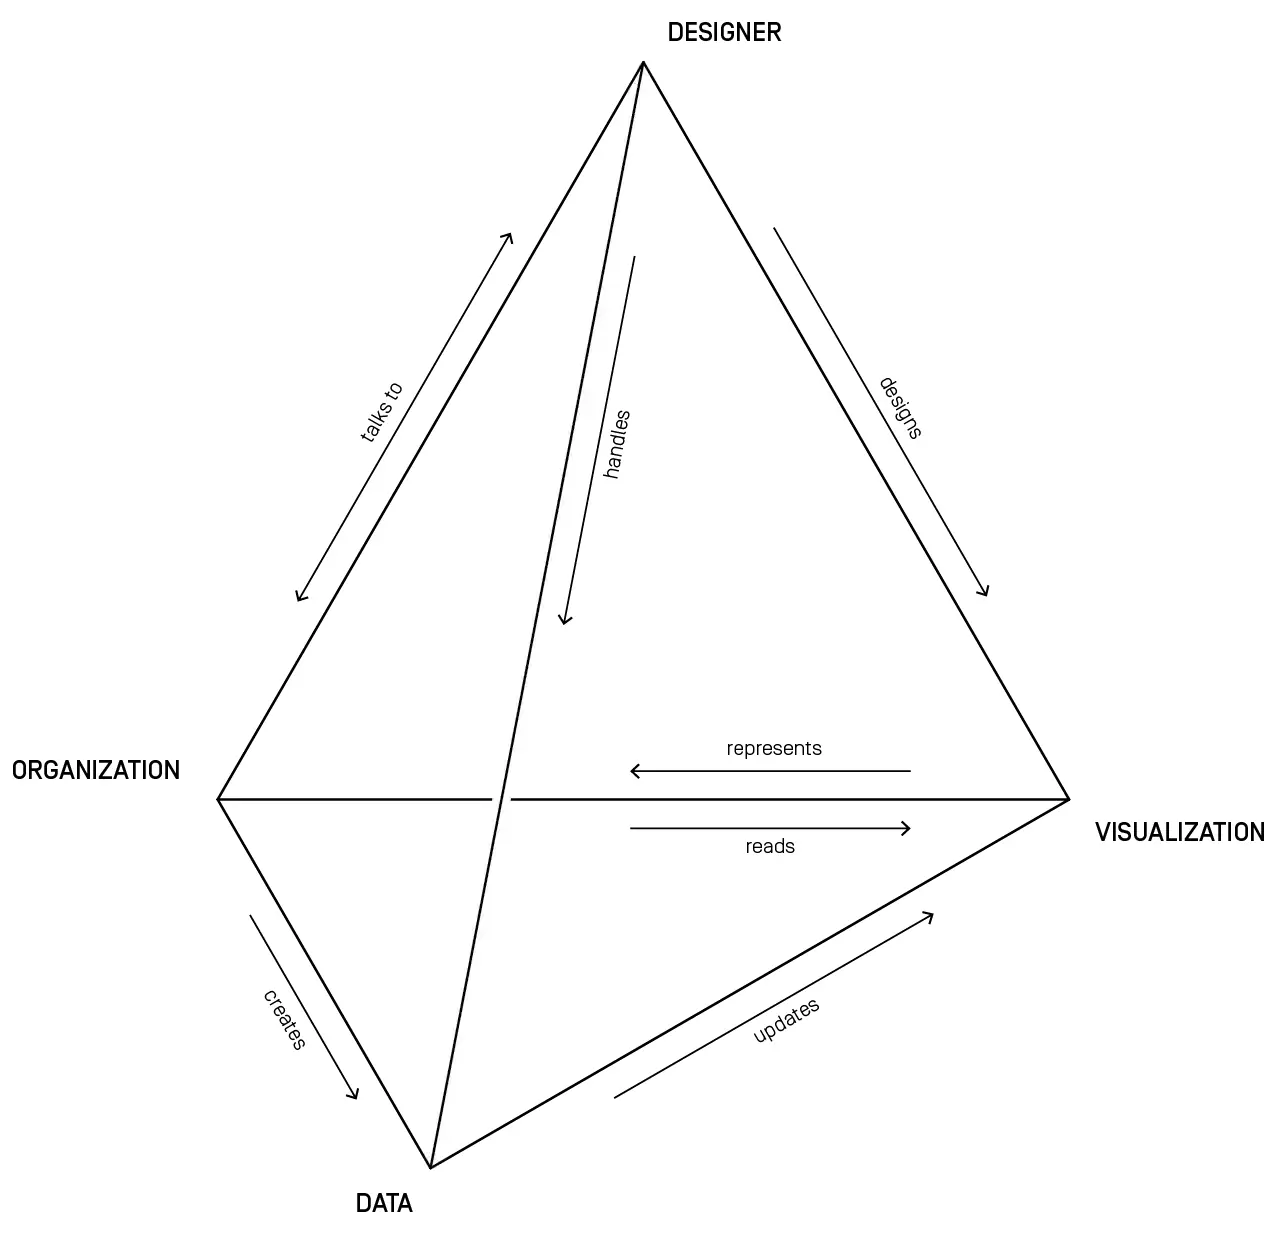 DESIGNER
talks to
handles
designs
represents
ORGANIZATION
VISUALIZATION
reads
creates
updates
DATA